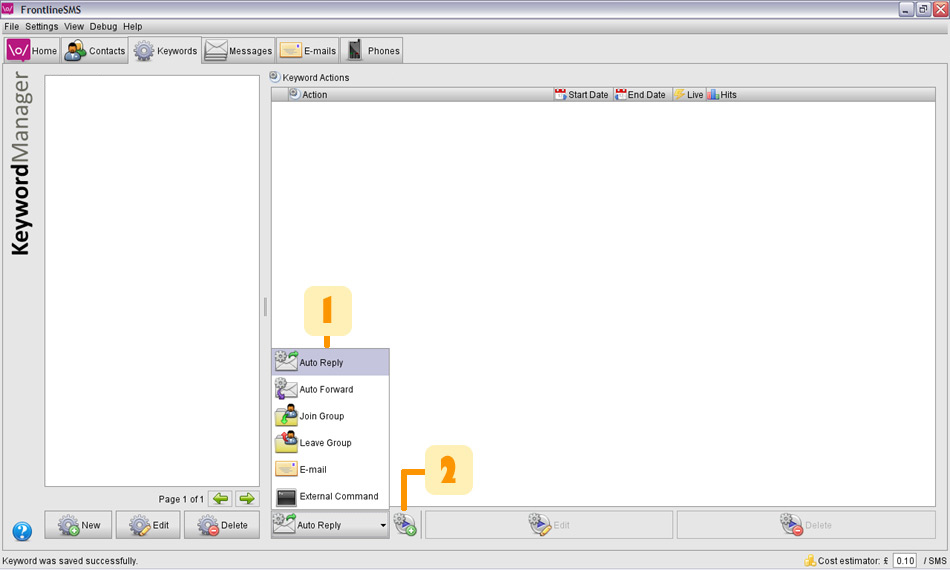 FrontlineSMS
File Settings View Debug Help
\o/ Home Contacts Keywords Messages E-mails Phones
KeywordManager
Keyword Actions
Action Start Date End Date Live Hits
1
Auto Reply
Auto Forward
Join Group
Leave Group
E-mail
External Command
2
Page 1 of 1
New Edit Delete Auto Reply Edit Delete
Keyword was saved successfully. Cost estimator: £ 0.10 / SMS